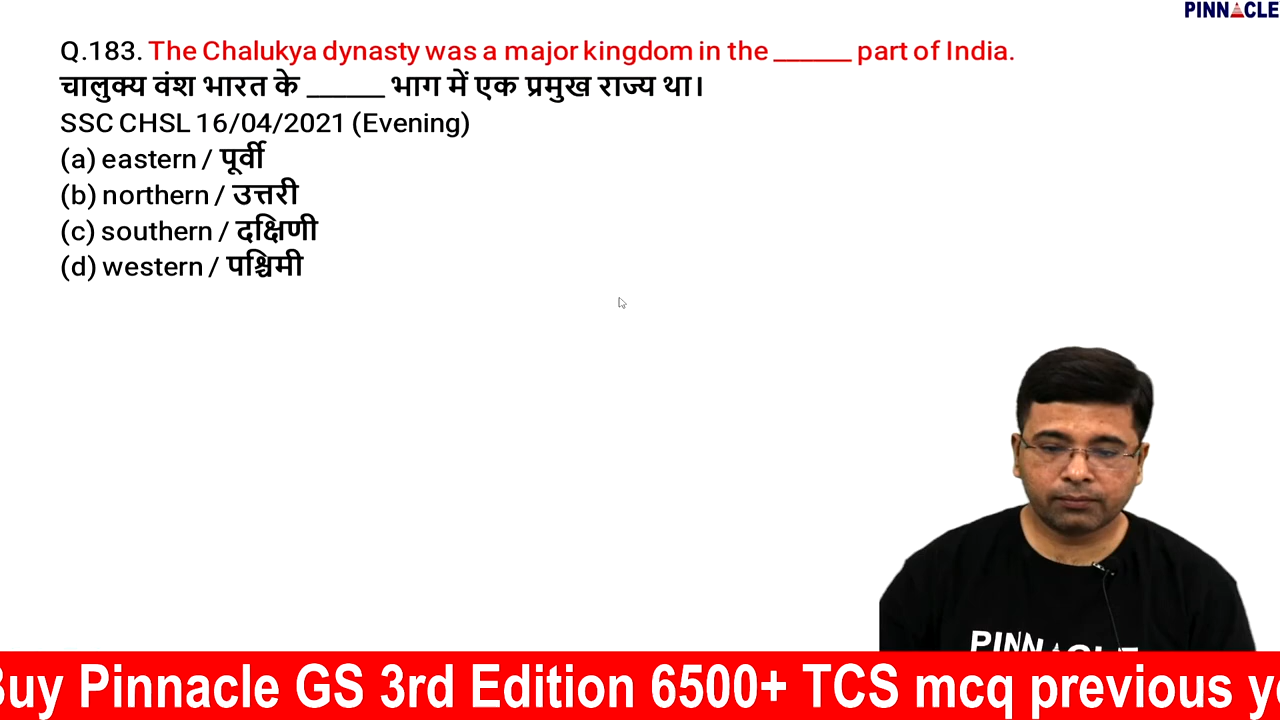 PINNACLE
Q.183. The Chalukya dynasty was a major kingdom in the ______ part of India.
चालुक्य वंश भारत के ______ भाग में एक प्रमुख राज्य था।
SSC CHSL 16/04/2021 (Evening)
(a) eastern / पूर्वी
(b) northern / उत्तरी
(c) southern / दक्षिणी
(d) western / पश्चिमी
PINNACLE
Buy Pinnacle GS 3rd Edition 6500+ TCS mcq previous